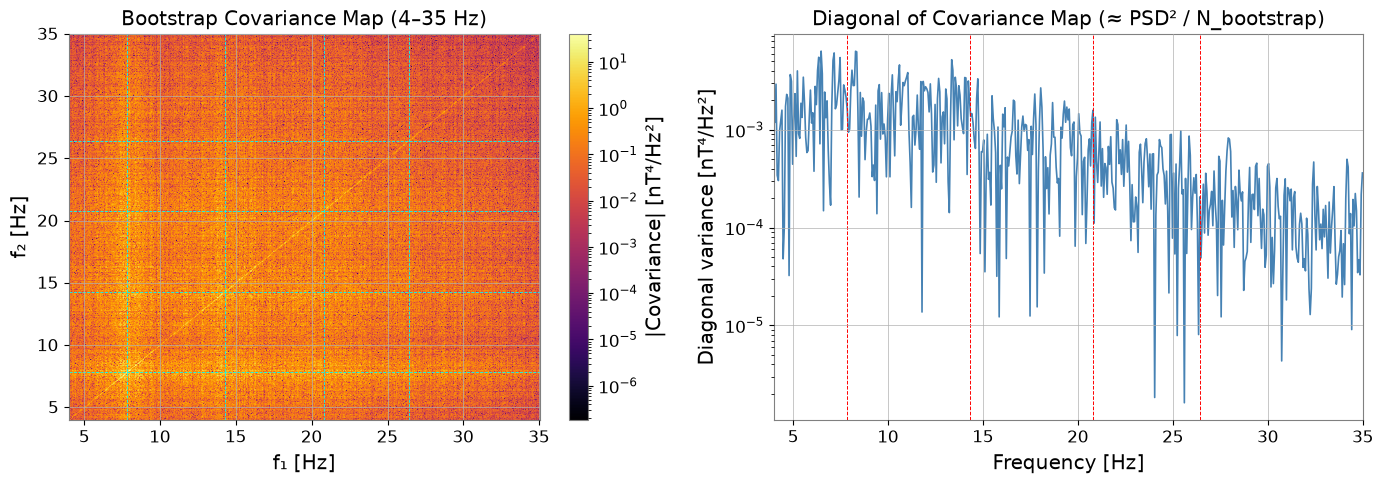 Bootstrap Covariance Map (4–35 Hz)
35
30
25
20
15
10
5
f₂ [Hz]
5 10 15 20 25 30 35
f₁ [Hz]
10¹
10⁰
10⁻¹
10⁻²
10⁻³
10⁻⁴
10⁻⁵
10⁻⁶
|Covariance| [nT⁴/Hz²]
Diagonal of Covariance Map (≈ PSD² / N_bootstrap)
10⁻³
10⁻⁴
10⁻⁵
Diagonal variance [nT⁴/Hz²]
5 10 15 20 25 30 35
Frequency [Hz]